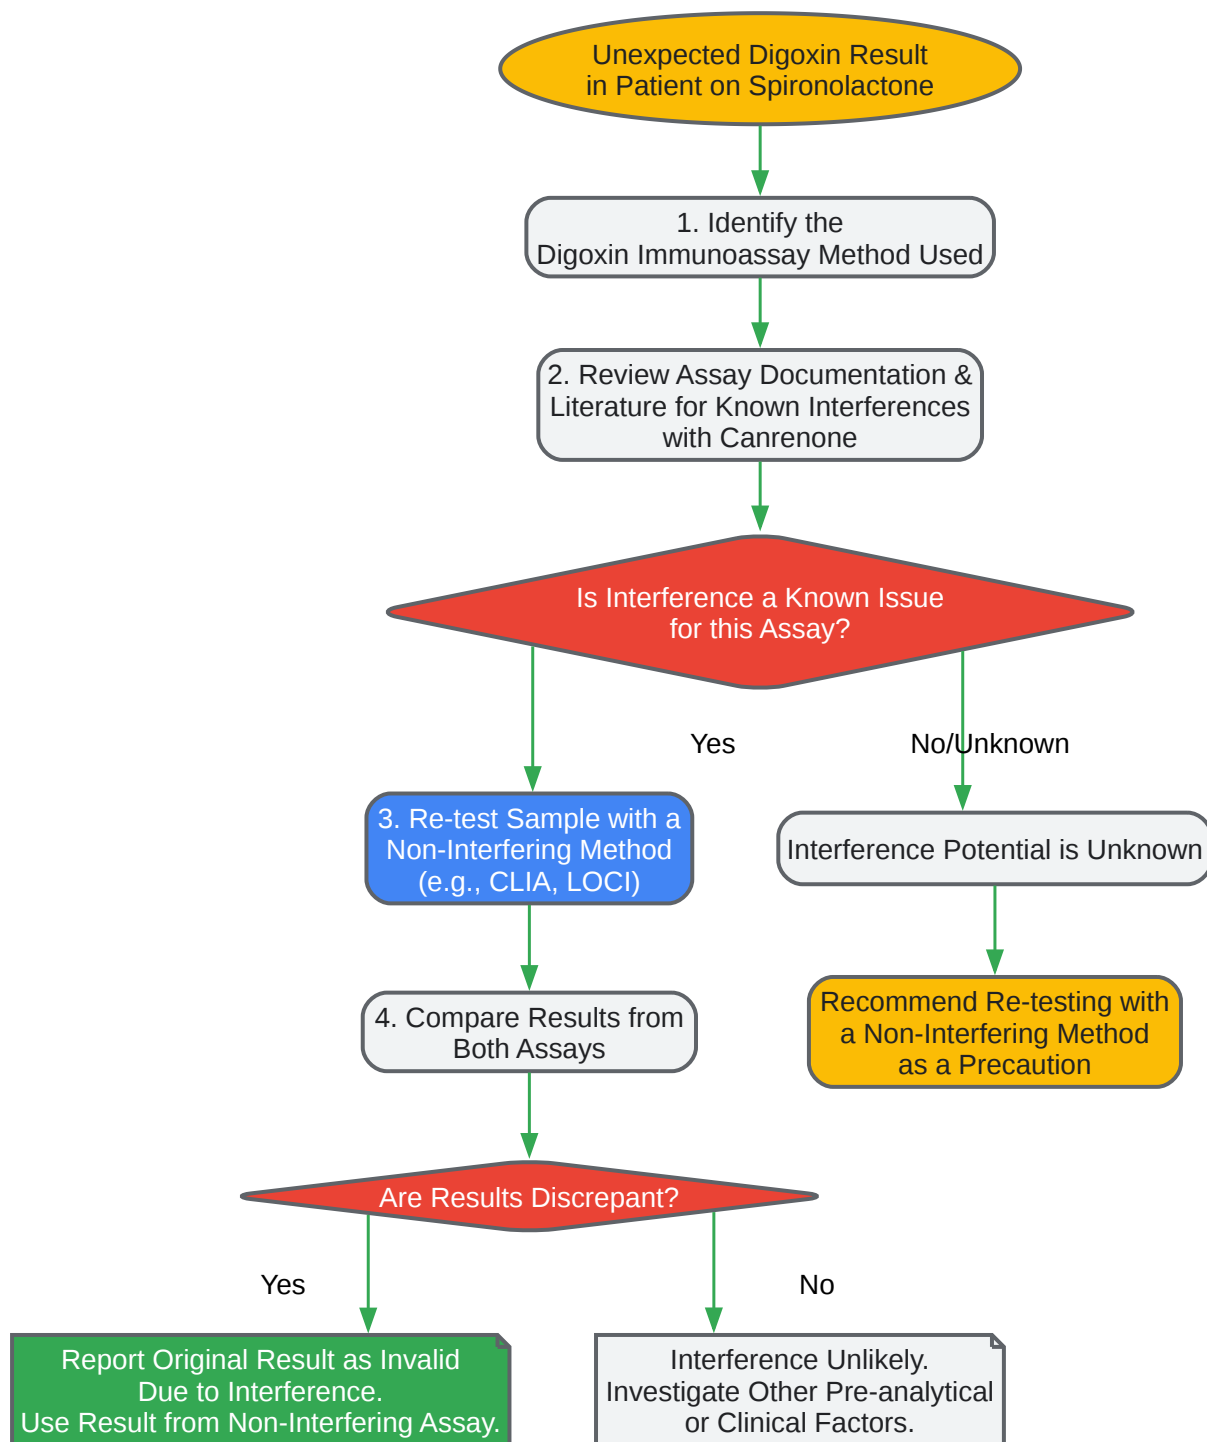 Unexpected Digoxin Result
in Patient on Spironolactone
1. Identify the
Digoxin Immunoassay Method Used
2. Review Assay Documentation &
Literature for Known Interferences
with Canrenone
Is Interference a Known Issue
for this Assay?
Yes
No/Unknown
3. Re-test Sample with a
Non-Interfering Method
(e.g., CLIA, LOCI)
Interference Potential is Unknown
4. Compare Results from
Both Assays
Recommend Re-testing with
a Non-Interfering Method
as a Precaution
Are Results Discrepant?
Yes
No
Report Original Result as Invalid
Due to Interference.
Use Result from Non-Interfering Assay.
Interference Unlikely.
Investigate Other Pre-analytical
or Clinical Factors.